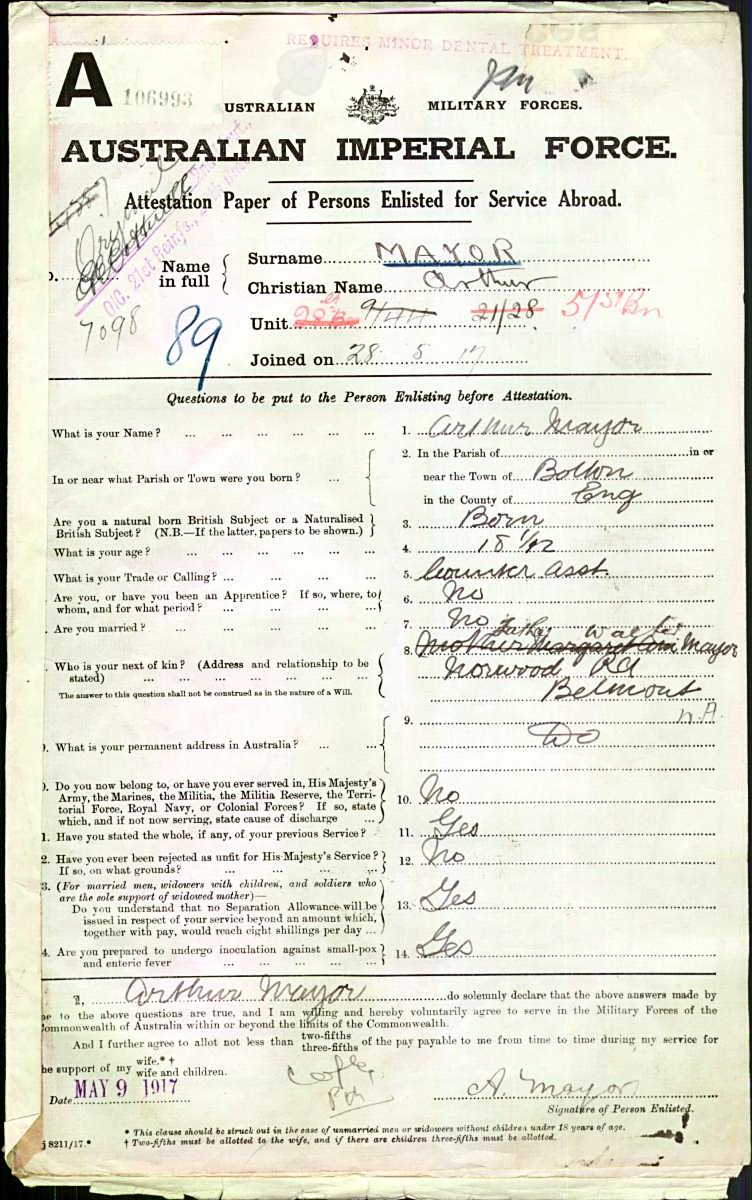 REQUIRES MINOR DENTAL TREATMENT.
A
106993
USTRALIAN MILITARY FORCES.
AUSTRALIAN IMPERIAL FORCE.
Attestation Paper of Persons Enlisted for Service Abroad.
Original
O/C. 21st Reinfs.,
7098
89
Name in full
Surname MAYOR
Christian Name Arthur
Unit 28th 21/28 51st Bn
Joined on 28 5 17
Questions to be put to the Person Enlisting before Attestation.
What is your Name? ... 1. Arthur Mayor
In or near what Parish or Town were you born? ... 2. In the Parish of in or
near the Town of Bolton
in the County of Eng
Are you a natural born British Subject or a Naturalised
British Subject? (N.B.—If the latter, papers to be shown.) 3. Born
What is your age? ... 4. 18 1/12
What is your Trade or Calling? ... 5. Counter Asst.
Are you, or have you been an Apprentice? If so, where, to
whom, and for what period? ... 6. No
. Are you married? ... 7. No
. Who is your next of kin? (Address and relationship to be
stated) ... 8. Father Walter
Mother Margaret Ann Mayor
Norwood Rd
Belmont
W.A.
The answer to this question shall not be construed as in the nature of a Will.
). What is your permanent address in Australia? ... 9. Do
). Do you now belong to, or have you ever served in, His Majesty's
Army, the Marines, the Militia, the Militia Reserve, the Terri-
torial Force, Royal Navy, or Colonial Forces? If so, state
which, and if not now serving, state cause of discharge ... 10. No
1. Have you stated the whole, if any, of your previous Service? 11. Yes
2. Have you ever been rejected as unfit for His Majesty's Service?
If so, on what grounds? ... 12. No
3. (For married men, widowers with children, and soldiers who
are the sole support of widowed mother)—
Do you understand that no Separation Allowance will be
issued in respect of your service beyond an amount which,
together with pay, would reach eight shillings per day ... 13. Yes
4. Are you prepared to undergo inoculation against small-pox
and enteric fever ... 14. Yes
I, Arthur Mayor do solemnly declare that the above answers made by
me to the above questions are true, and I am willing and hereby voluntarily agree to serve in the Military Forces of the
Commonwealth of Australia within or beyond the limits of the Commonwealth.
And I further agree to allot not less than two-fifths three-fifths of the pay payable to me from time to time during my service for
he support of my wife.* † wife and children.
MAY 9 1917
Date
A. Mayor
Signature of Person Enlisted.
* This clause should be struck out in the case of unmarried men or widowers without children under 18 years of age.
† Two-fifths must be allotted to the wife, and if there are children three-fifths must be allotted.
j 8211/17.*